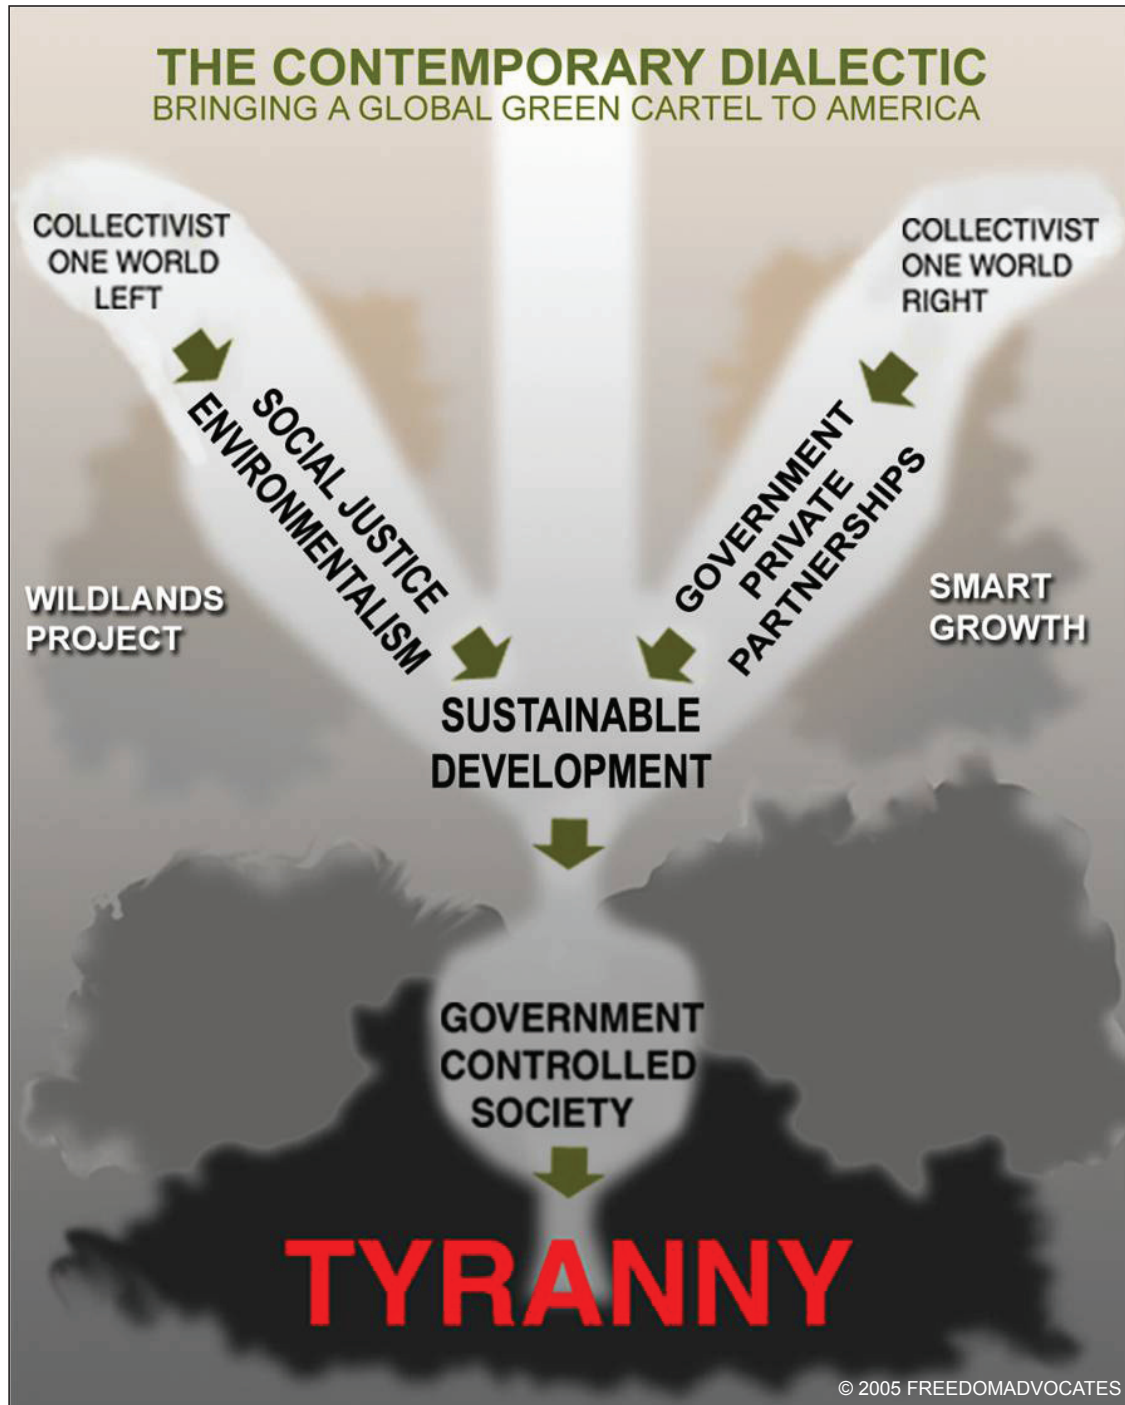 THE CONTEMPORARY DIALECTIC
BRINGING A GLOBAL GREEN CARTEL TO AMERICA
COLLECTIVIST
ONE WORLD
LEFT
COLLECTIVIST
ONE WORLD
RIGHT
SOCIAL JUSTICE
ENVIRONMENTALISM
GOVERNMENT
PRIVATE
PARTNERSHIPS
WILDLANDS
PROJECT
SMART
GROWTH
SUSTAINABLE
DEVELOPMENT
GOVERNMENT
CONTROLLED
SOCIETY
TYRANNY
© 2005 FREEDOMADVOCATES